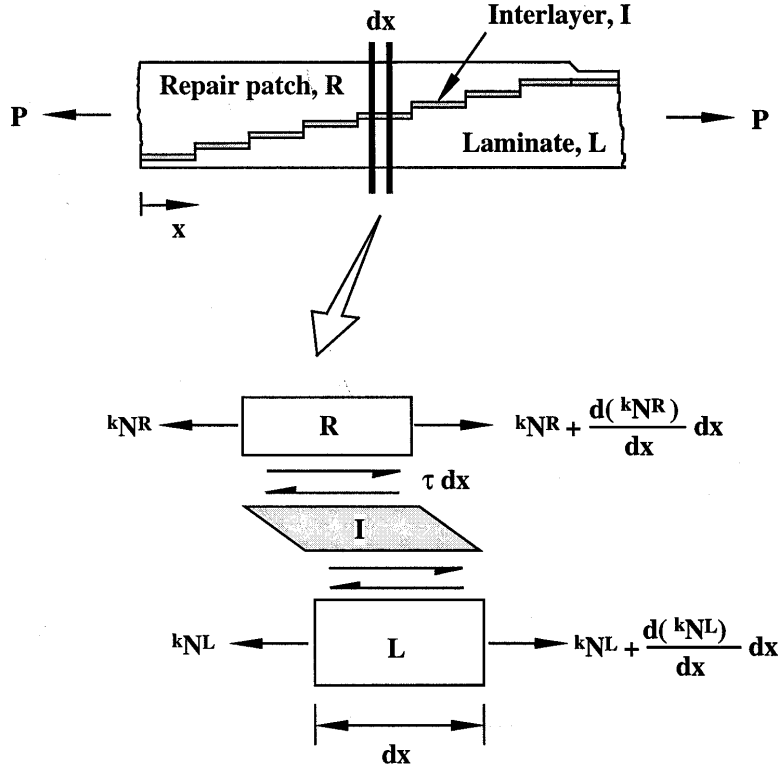 dx
Interlayer, I
Repair patch, R
P
P
Laminate, L
x
ᵏNᴿ
R
ᵏNᴿ + d(ᵏNᴿ)/dx dx
τ dx
I
ᵏNᴸ
L
ᵏNᴸ + d(ᵏNᴸ)/dx dx
dx